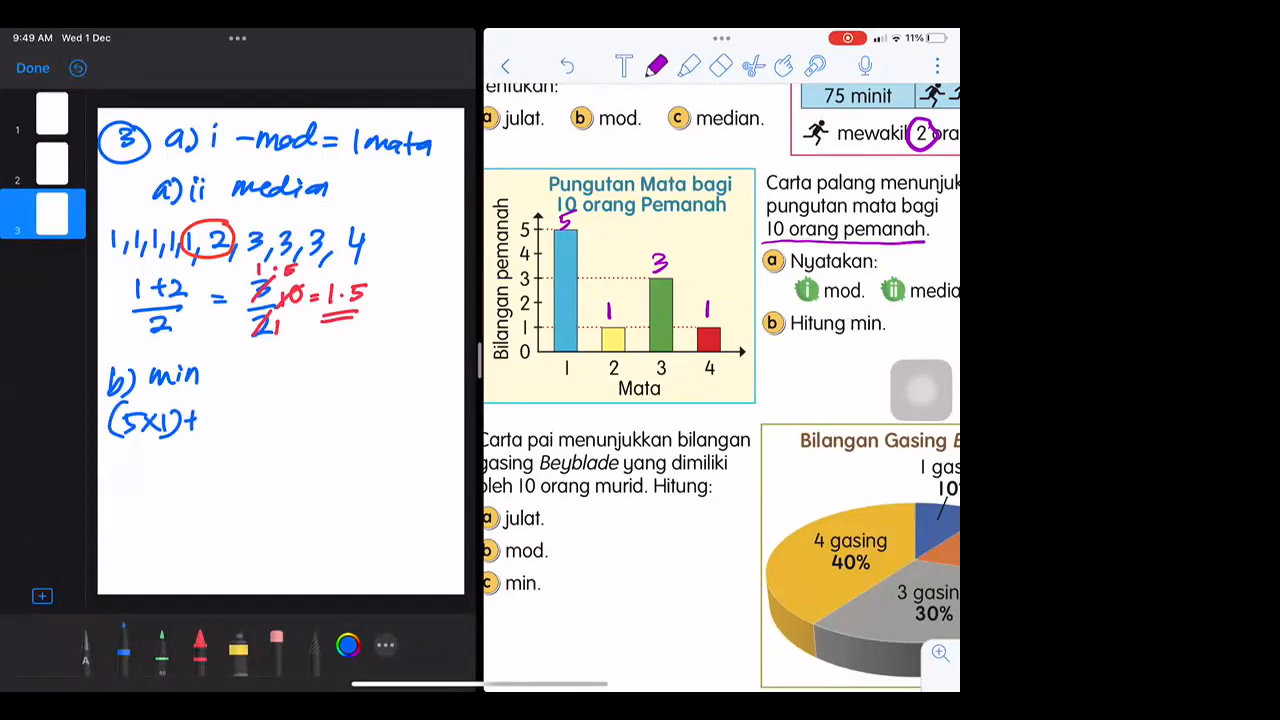 9:49 AM Wed 1 Dec
11%
Done
T
1
2
3
3 a) i - mod = 1 mata
a) ii median
1, 1, 1, 1, 1, 2, 3, 3, 3, 4
1+2
2
=
3
2
1.5
10
1
= 1.5
b) min
(5×1) +
A
entukan:
a julat.
b mod.
c median.
75 minit
mewakili 2 ora
Pungutan Mata bagi
10 orang Pemanah
Bilangan pemanah
5
4
3
2
1
0
5
1
3
1
1 2 3 4
Mata
Carta palang menunjuk
pungutan mata bagi
10 orang pemanah.
a Nyatakan:
i mod.
ii media
b Hitung min.
Carta pai menunjukkan bilangan
gasing Beyblade yang dimiliki
oleh 10 orang murid. Hitung:
a julat.
b mod.
c min.
Bilangan Gasing B
1 gas
10
4 gasing
40%
3 gasin
30%